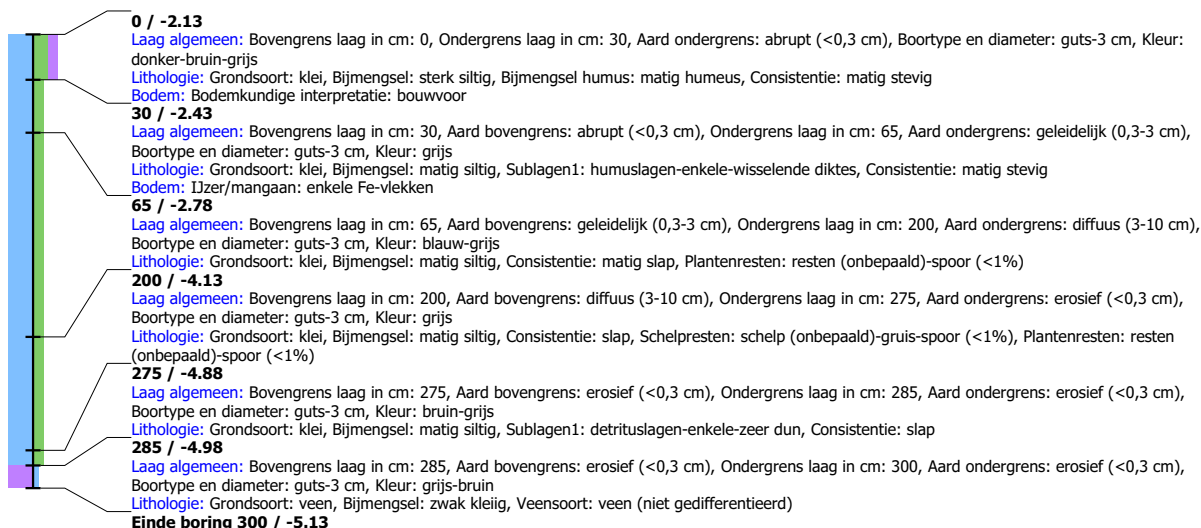 0 / -2.13
Laag algemeen: Bovengrens laag in cm: 0, Ondergrens laag in cm: 30, Aard ondergrens: abrupt (<0,3 cm), Boortype en diameter: guts-3 cm, Kleur:
donker-bruin-grijs
Lithologie: Grondsoort: klei, Bijmengsel: sterk siltig, Bijmengsel humus: matig humeus, Consistentie: matig stevig
Bodem: Bodemkundige interpretatie: bouwvoor
30 / -2.43
Laag algemeen: Bovengrens laag in cm: 30, Aard bovengrens: abrupt (<0,3 cm), Ondergrens laag in cm: 65, Aard ondergrens: geleidelijk (0,3-3 cm),
Boortype en diameter: guts-3 cm, Kleur: grijs
Lithologie: Grondsoort: klei, Bijmengsel: matig siltig, Sublagen1: humuslagen-enkele-wisselende diktes, Consistentie: matig stevig
Bodem: IJzer/mangaan: enkele Fe-vlekken
65 / -2.78
Laag algemeen: Bovengrens laag in cm: 65, Aard bovengrens: geleidelijk (0,3-3 cm), Ondergrens laag in cm: 200, Aard ondergrens: diffuus (3-10 cm),
Boortype en diameter: guts-3 cm, Kleur: blauw-grijs
Lithologie: Grondsoort: klei, Bijmengsel: matig siltig, Consistentie: matig slap, Plantenresten: resten (onbepaald)-spoor (<1%)
200 / -4.13
Laag algemeen: Bovengrens laag in cm: 200, Aard bovengrens: diffuus (3-10 cm), Ondergrens laag in cm: 275, Aard ondergrens: erosief (<0,3 cm),
Boortype en diameter: guts-3 cm, Kleur: grijs
Lithologie: Grondsoort: klei, Bijmengsel: matig siltig, Consistentie: slap, Schelpresten: schelp (onbepaald)-gruis-spoor (<1%), Plantenresten: resten
(onbepaald)-spoor (<1%)
275 / -4.88
Laag algemeen: Bovengrens laag in cm: 275, Aard bovengrens: erosief (<0,3 cm), Ondergrens laag in cm: 285, Aard ondergrens: erosief (<0,3 cm),
Boortype en diameter: guts-3 cm, Kleur: bruin-grijs
Lithologie: Grondsoort: klei, Bijmengsel: matig siltig, Sublagen1: detrituslagen-enkele-zeer dun, Consistentie: slap
285 / -4.98
Laag algemeen: Bovengrens laag in cm: 285, Aard bovengrens: erosief (<0,3 cm), Ondergrens laag in cm: 300, Aard ondergrens: erosief (<0,3 cm),
Boortype en diameter: guts-3 cm, Kleur: grijs-bruin
Lithologie: Grondsoort: veen, Bijmengsel: zwak kleiig, Veensoort: veen (niet gedifferentieerd)
Einde boring 300 / -5.13